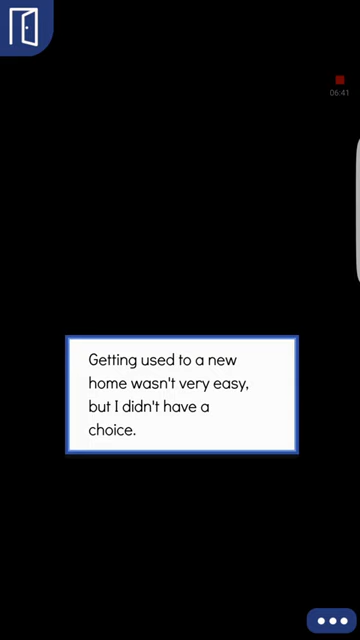 06:41
Getting used to a new
home wasn't very easy,
but I didn't have a
choice.